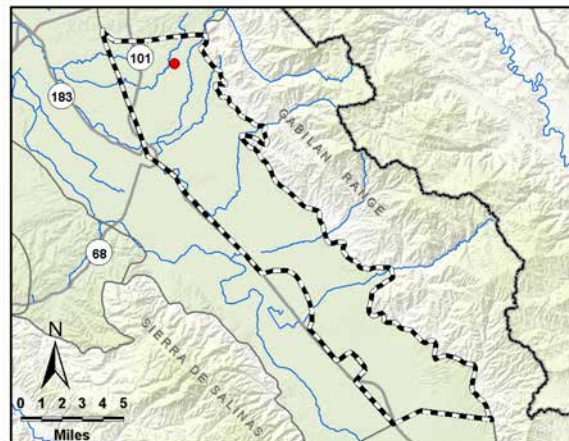 101
183
GABILAN RANGE
68
SIERRA DE SALINAS
N
0 1 2 3 4 5
Miles